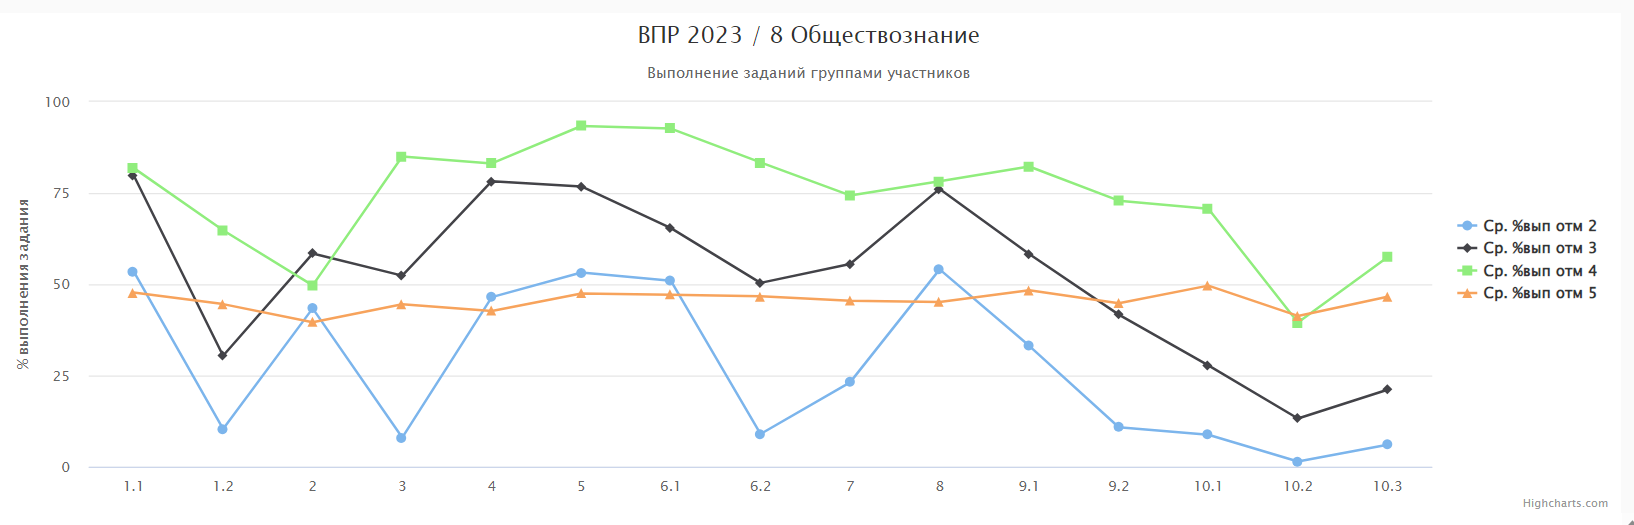 ВПР 2023 / 8 Обществознание
Выполнение заданий группами участников
% выполнения задания
100
75
50
25
0
1.1 1.2 2 3 4 5 6.1 6.2 7 8 9.1 9.2 10.1 10.2 10.3
Ср. %вып отм 2
Ср. %вып отм 3
Ср. %вып отм 4
Ср. %вып отм 5
Highcharts.com